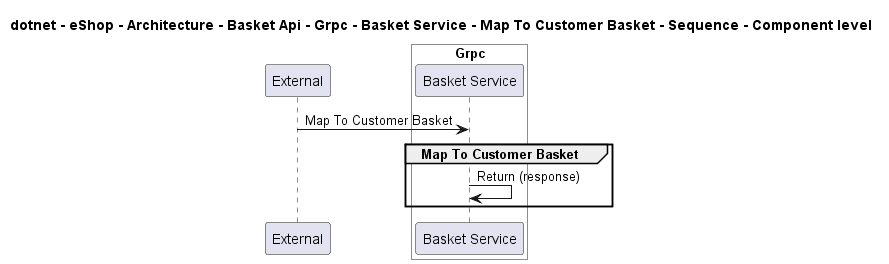 dotnet - eShop - Architecture - Basket Api - Grpc - Basket Service - Map To Customer Basket - Sequence - Component level
Grpc
External
Basket Service
Map To Customer Basket
Map To Customer Basket
Return (response)
External
Basket Service